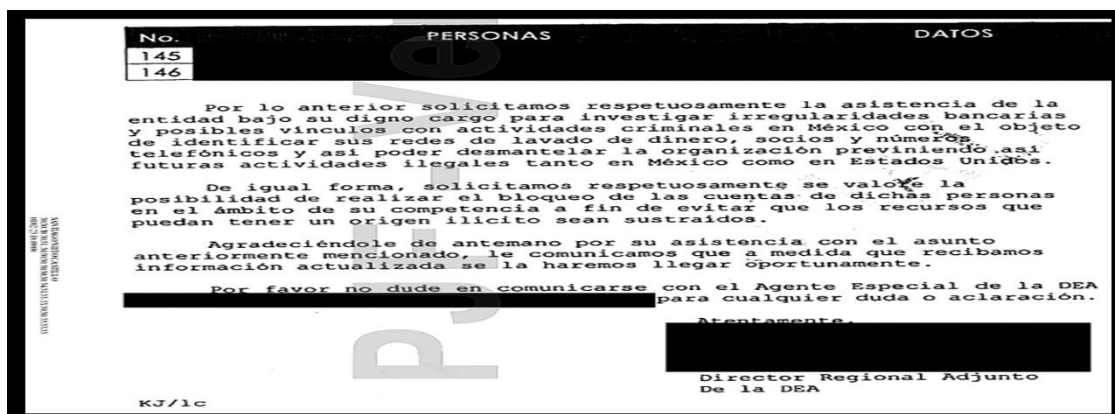 No. PERSONAS DATOS
145
146
Por lo anterior solicitamos respetuosamente la asistencia de la
entidad bajo su digno cargo para investigar irregularidades bancarias
y posibles vínculos con actividades criminales en México con el objeto
de identificar sus redes de lavado de dinero, socios y números
telefónicos y así poder desmantelar la organización previniendo así
futuras actividades ilegales tanto en México como en Estados Unidos.
De igual forma, solicitamos respetuosamente se valore la
posibilidad de realizar el bloqueo de las cuentas de dichas personas
en el ámbito de su competencia a fin de evitar que los recursos que
puedan tener un origen ilícito sean sustraidos.
Agradeciéndole de antemano por su asistencia con el asunto
anteriormente mencionado, le comunicamos que a medida que recibamos
información actualizada se la haremos llegar oportunamente.
Por favor no dude en comunicarse con el Agente Especial de la DEA
para cualquier duda o aclaración.
Atentamente,
Director Regional Adjunto
De la DEA
KJ/lc